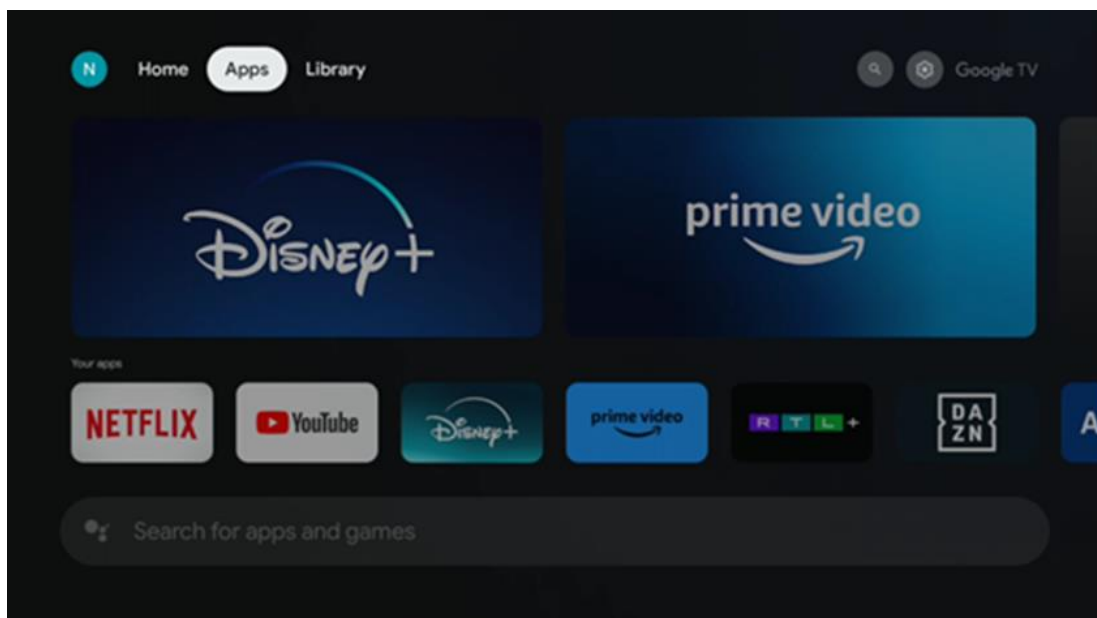 N Home Apps Library Google TV
Disney+ prime video
Your apps
NETFLIX YouTube Disney+ prime video RTL+ DAZN A
Search for apps and games